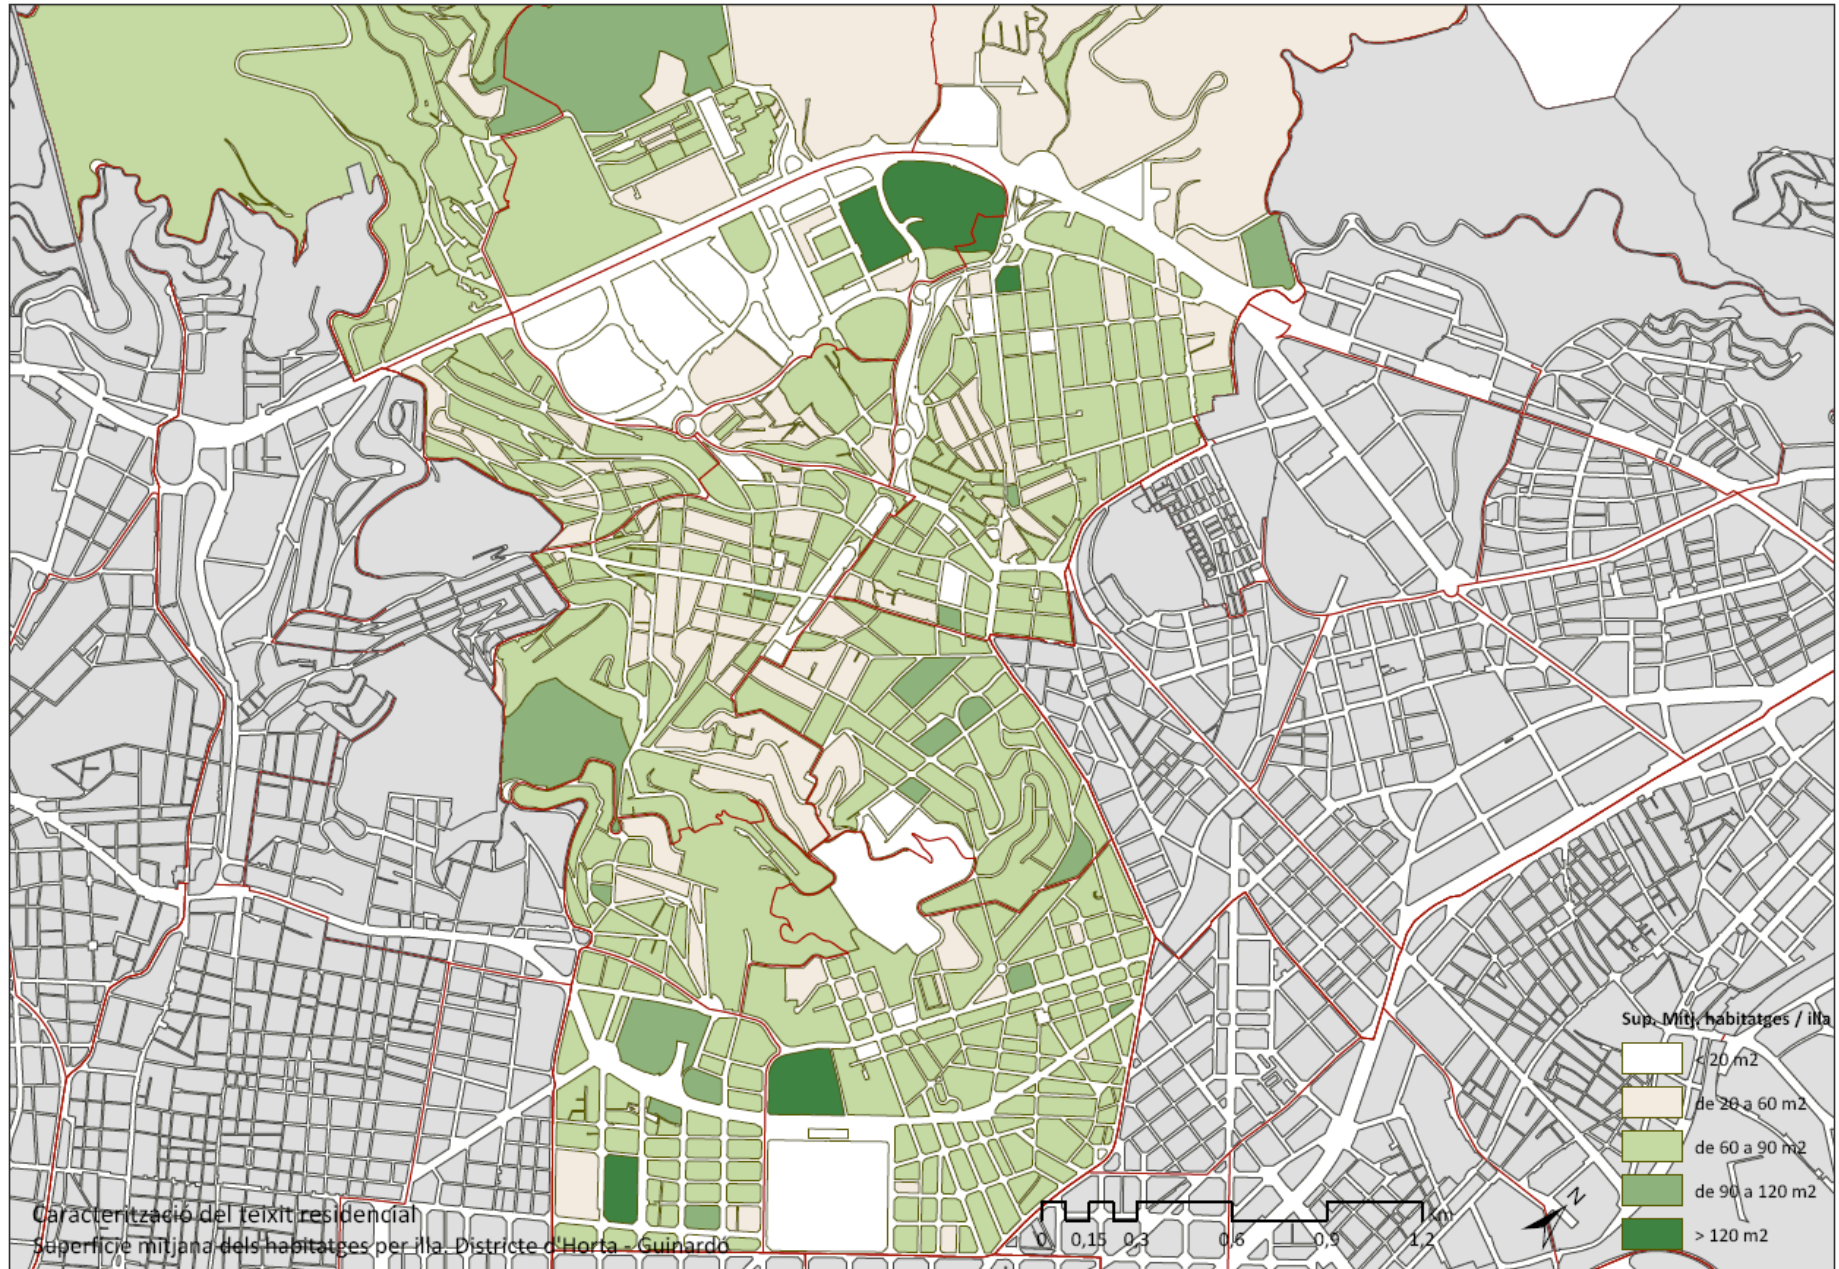 Sup. Mitj. habitatges / illa
< 20 m2
de 20 a 60 m2
de 60 a 90 m2
de 90 a 120 m2
> 120 m2
N
Km
0 0,15 0,3 0,6 0,9 1,2
Caracterització del teixit residencial
Superfície mitjana dels habitatges per illa. Districte d'Horta - Guinardó